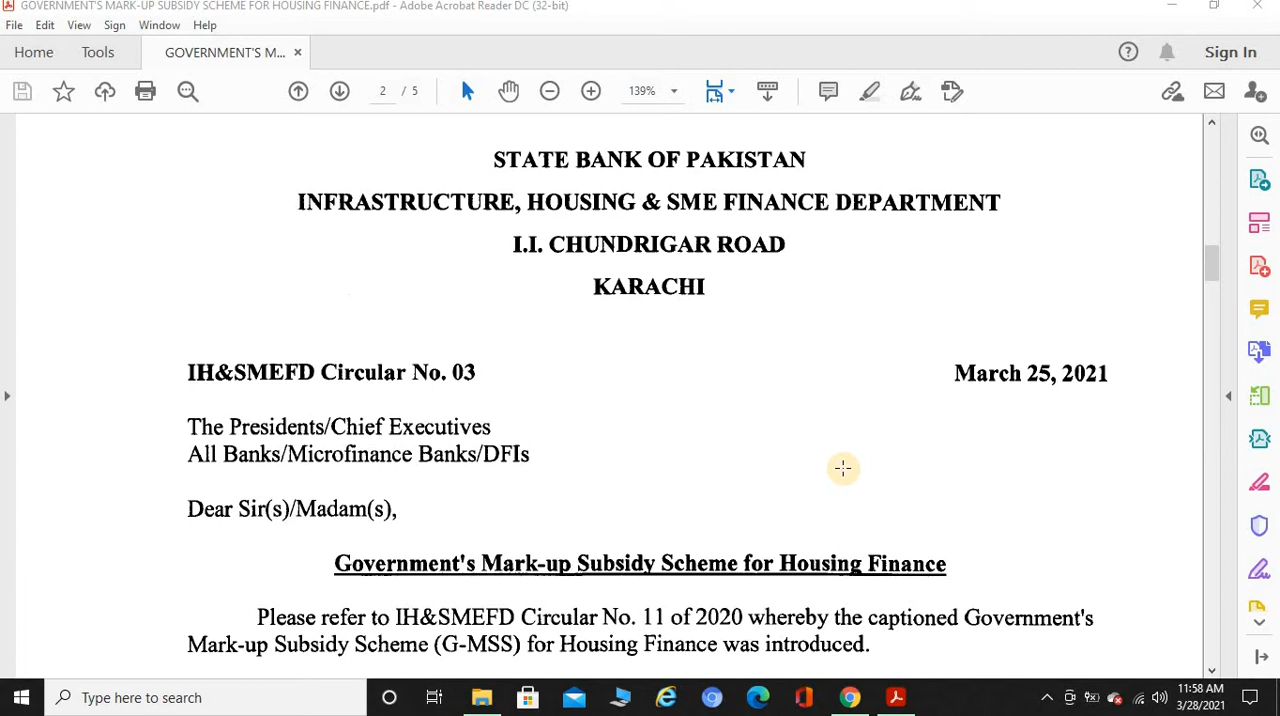 GOVERNMENT'S MARK-UP SUBSIDY SCHEME FOR HOUSING FINANCE.pdf - Adobe Acrobat Reader DC (32-bit)
File Edit View Sign Window Help
Home Tools GOVERNMENT'S M... × Sign In
2 / 5 139%
STATE BANK OF PAKISTAN
INFRASTRUCTURE, HOUSING & SME FINANCE DEPARTMENT
I.I. CHUNDRIGAR ROAD
KARACHI
IH&SMEFD Circular No. 03 March 25, 2021
The Presidents/Chief Executives
All Banks/Microfinance Banks/DFIs
Dear Sir(s)/Madam(s),
Government's Mark-up Subsidy Scheme for Housing Finance
Please refer to IH&SMEFD Circular No. 11 of 2020 whereby the captioned Government's
Mark-up Subsidy Scheme (G-MSS) for Housing Finance was introduced.
Type here to search
11:58 AM
3/28/2021